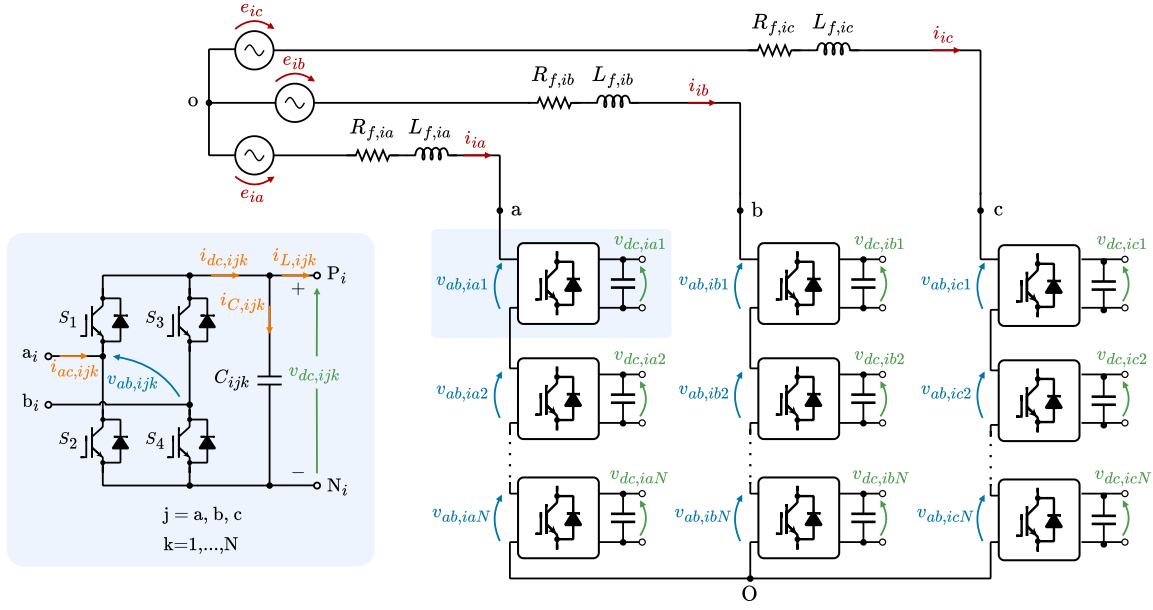 e_{ic}
R_{f,ic} L_{f,ic} i_{ic}
e_{ib}
R_{f,ib} L_{f,ib} i_{ib}
o
R_{f,ia} L_{f,ia} i_{ia}
e_{ia}
a b c
v_{dc,ia1} v_{dc,ib1} v_{dc,ic1}
v_{ab,ia1} v_{ab,ib1} v_{ab,ic1}
v_{dc,ia2} v_{dc,ib2} v_{dc,ic2}
v_{ab,ia2} v_{ab,ib2} v_{ab,ic2}
v_{dc,iaN} v_{dc,ibN} v_{dc,icN}
v_{ab,iaN} v_{ab,ibN} v_{ab,icN}
O
i_{dc,ijk} i_{L,ijk}
P_i
+
i_{C,ijk}
S_1 S_3
a_i
i_{ac,ijk} v_{ab,ijk} C_{ijk} v_{dc,ijk}
b_i
S_2 S_4
−
N_i
j = a, b, c
k=1,...,N